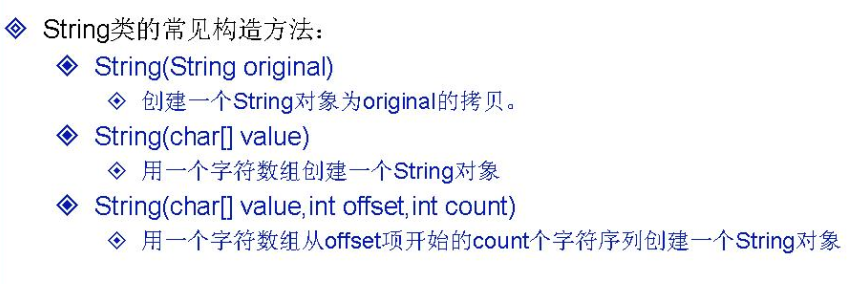 String类的常见构造方法：
String(String original)
创建一个String对象为original的拷贝。
String(char[] value)
用一个字符数组创建一个String对象
String(char[] value,int offset,int count)
用一个字符数组从offset项开始的count个字符序列创建一个String对象